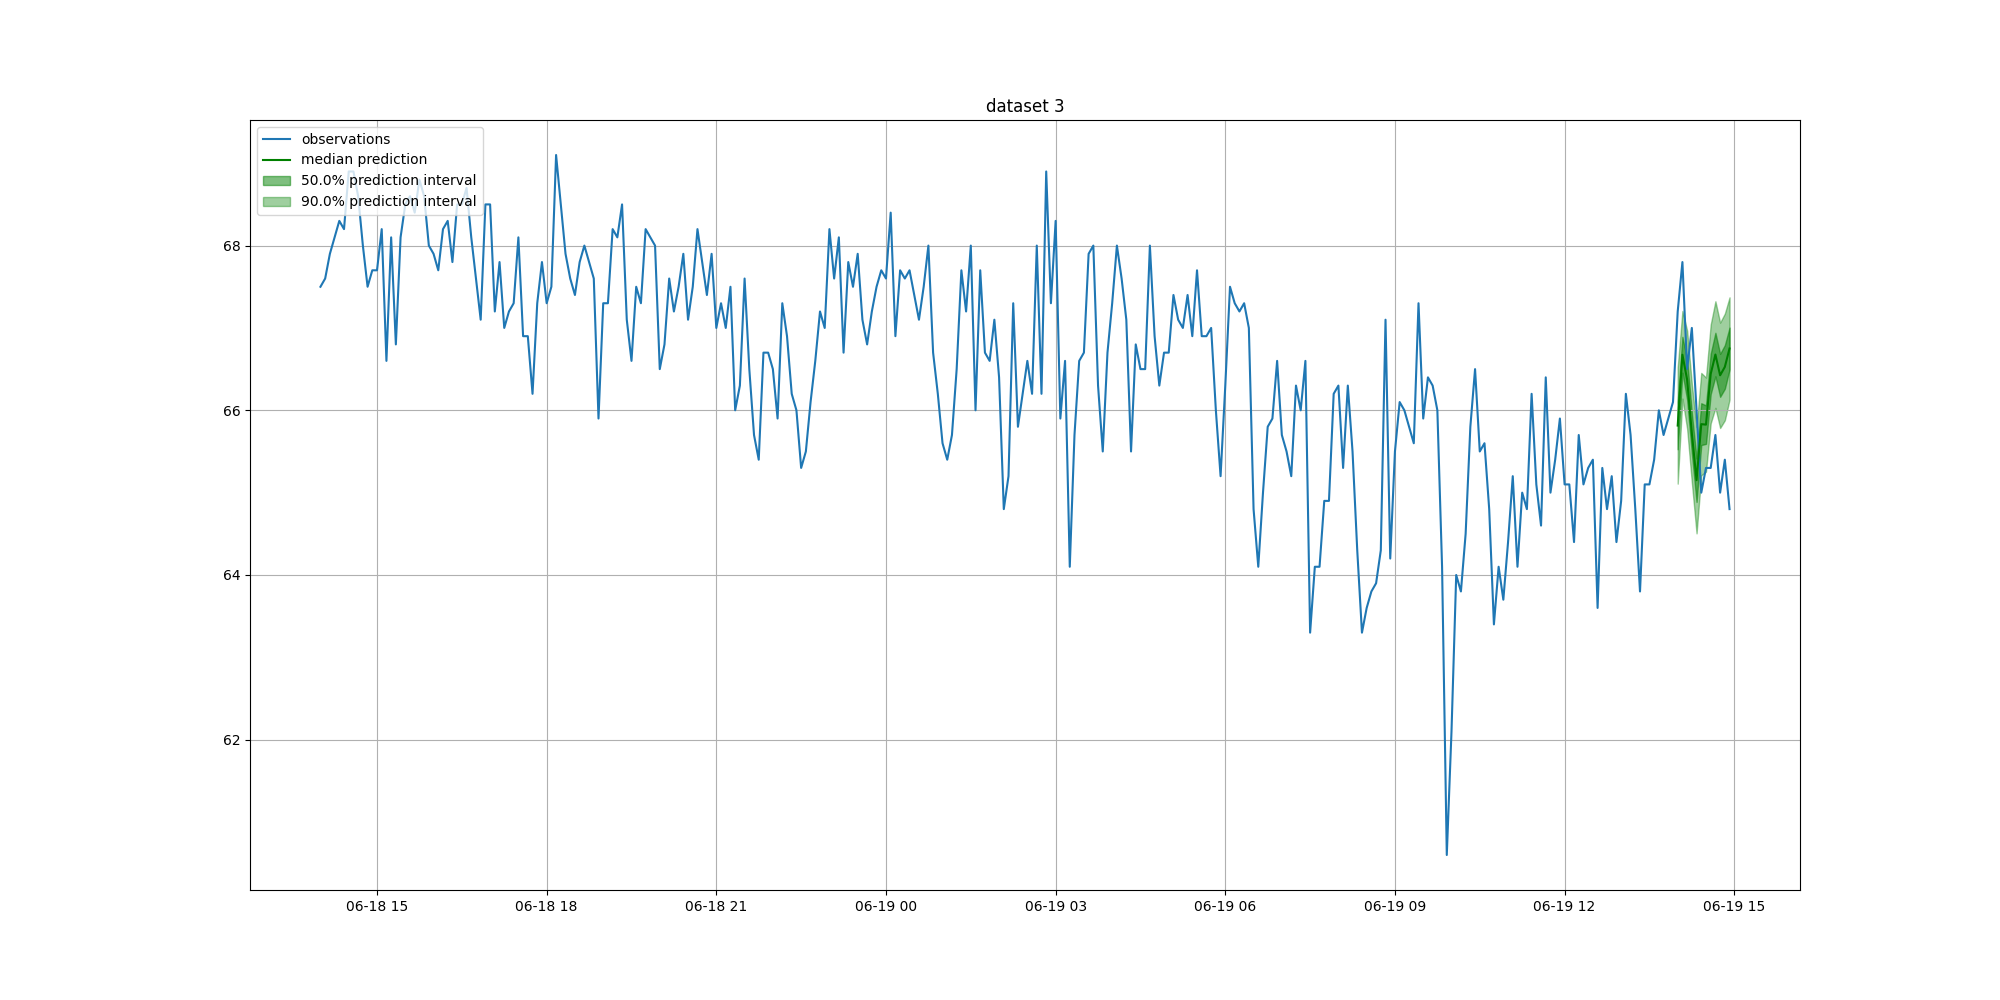 dataset 3
observations
median prediction
50.0% prediction interval
90.0% prediction interval
68
66
64
62
06-18 15
06-18 18
06-18 21
06-19 00
06-19 03
06-19 06
06-19 09
06-19 12
06-19 15